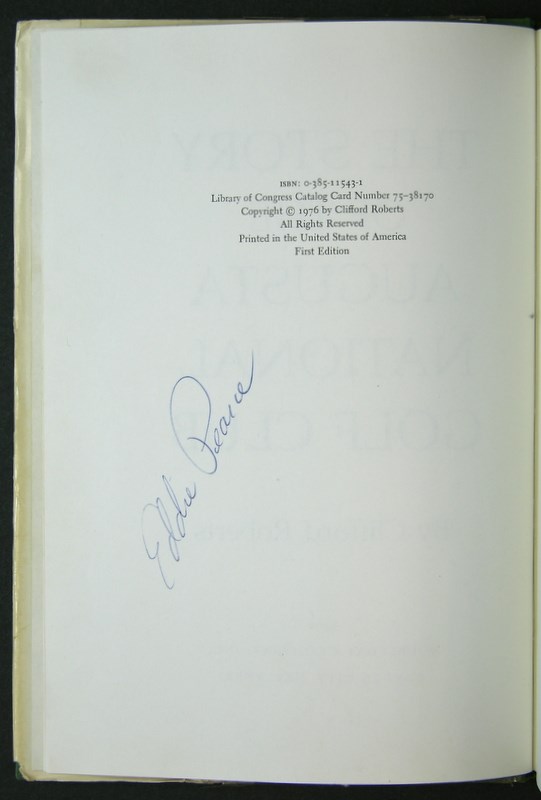 ISBN: 0-385-11543-1
Library of Congress Catalog Card Number 75-38170
Copyright © 1976 by Clifford Roberts
All Rights Reserved
Printed in the United States of America
First Edition
Eddie Pearce